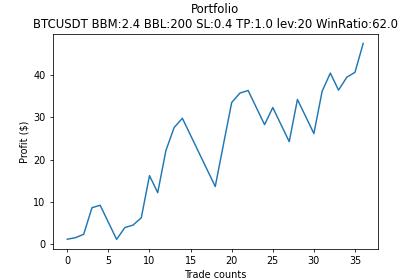 Portfolio
BTCUSDT BBM:2.4 BBL:200 SL:0.4 TP:1.0 lev:20 WinRatio:62.0
Profit ($)
40
30
20
10
0
0 5 10 15 20 25 30 35
Trade counts